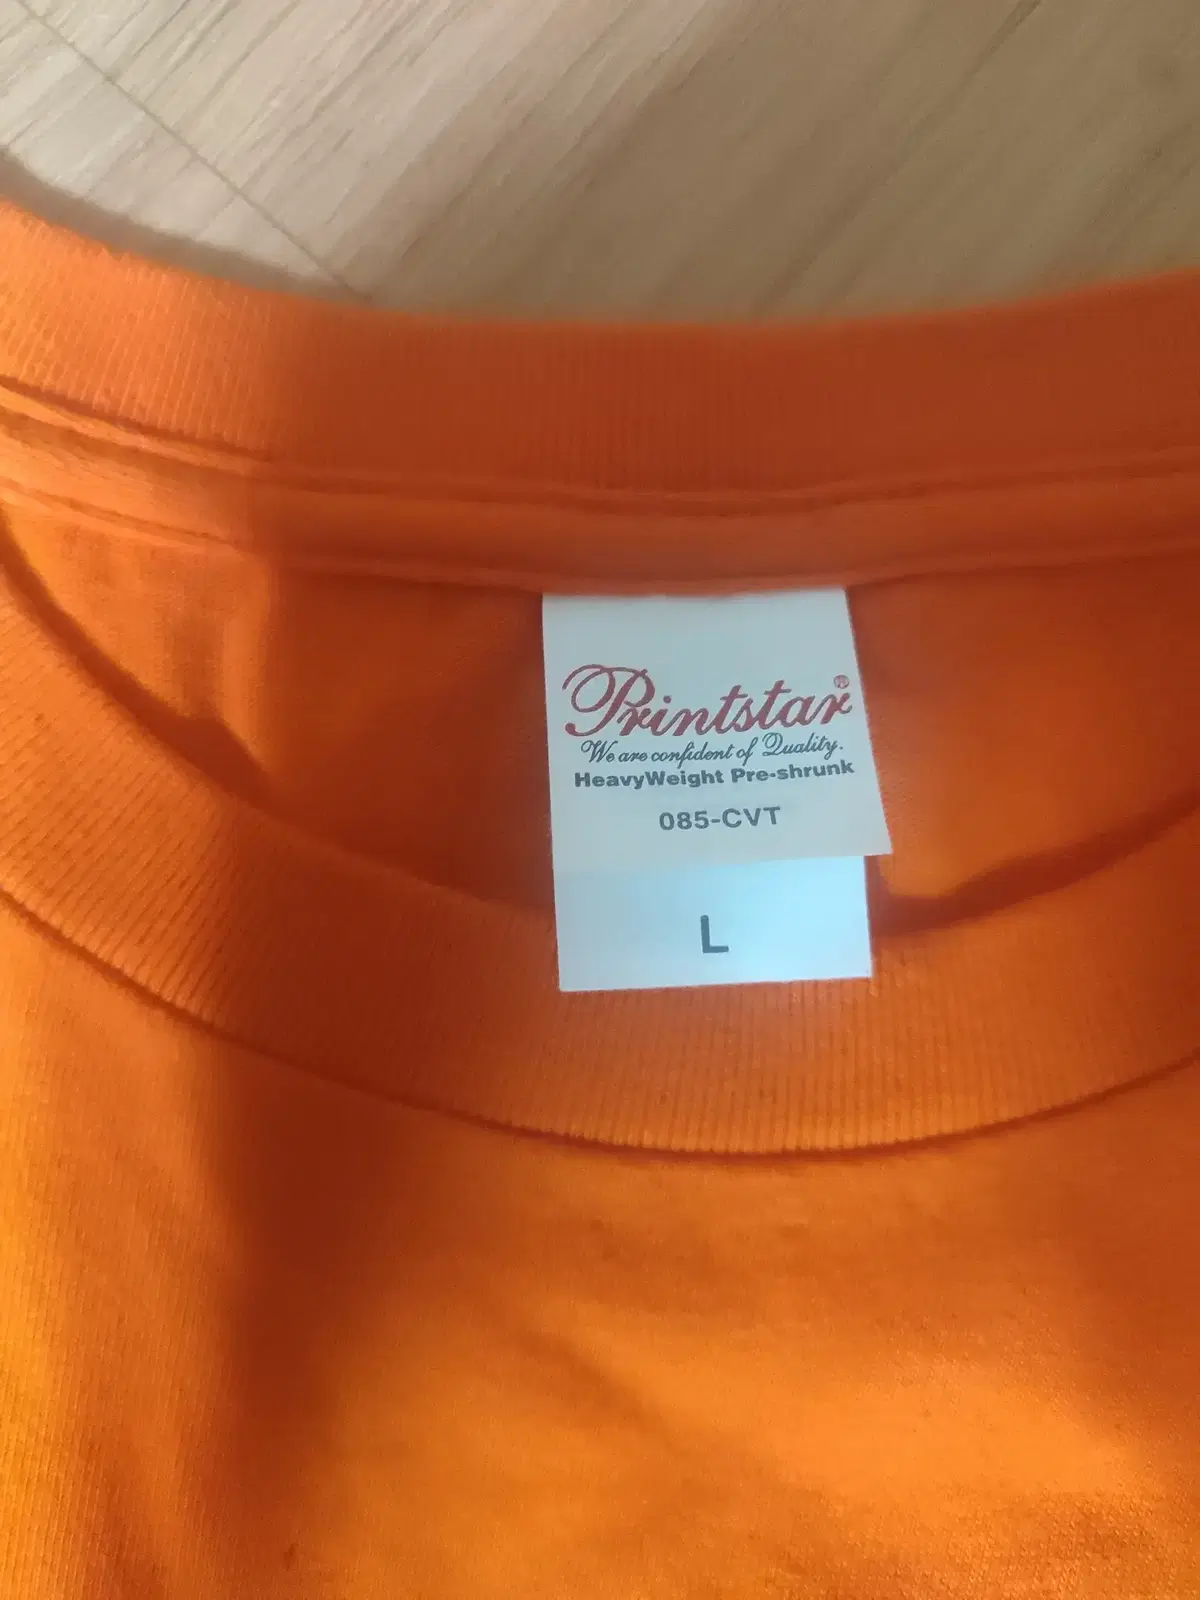 Printstar®
We are confident of Quality.
HeavyWeight Pre-shrunk
085-CVT
L